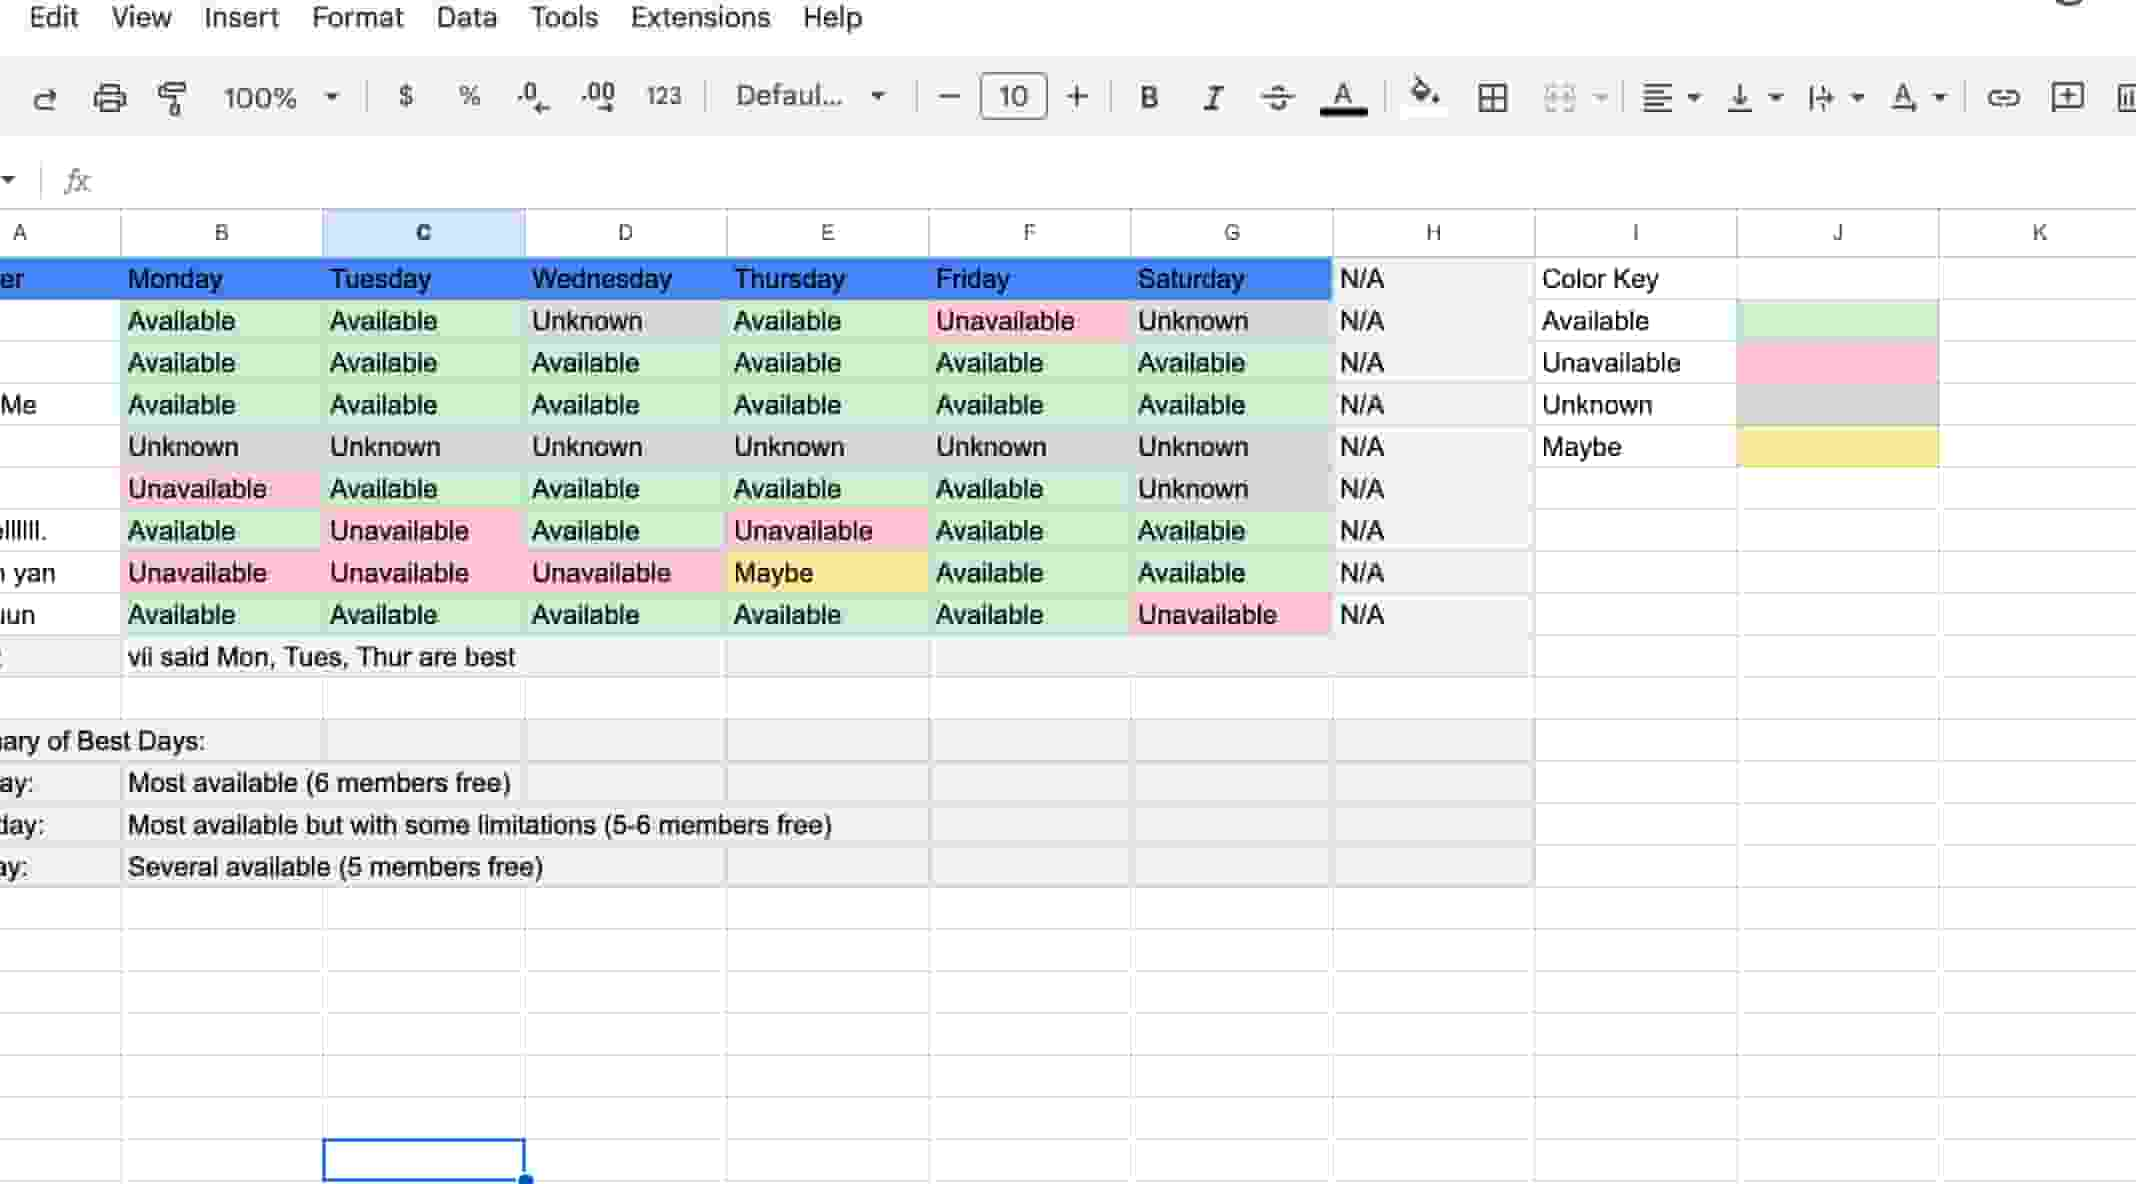 Edit View Insert Format Data Tools Extensions Help
100% $ % .0 .00 123 Defaul... 10 B I A A
fx
A B C D E F G H I J K
er Monday Tuesday Wednesday Thursday Friday Saturday N/A Color Key
Available Available Unknown Available Unavailable Unknown N/A Available
Available Available Available Available Available Available N/A Unavailable
Me Available Available Available Available Available Available N/A Unknown
Unknown Unknown Unknown Unknown Unknown Unknown N/A Maybe
Unavailable Available Available Available Available Unknown N/A
ellllll. Available Unavailable Available Unavailable Available Available N/A
yan Unavailable Unavailable Unavailable Maybe Available Available N/A
un Available Available Available Available Available Unavailable N/A
vii said Mon, Tues, Thur are best
ary of Best Days:
ay: Most available (6 members free)
day: Most available but with some limitations (5-6 members free)
ay: Several available (5 members free)